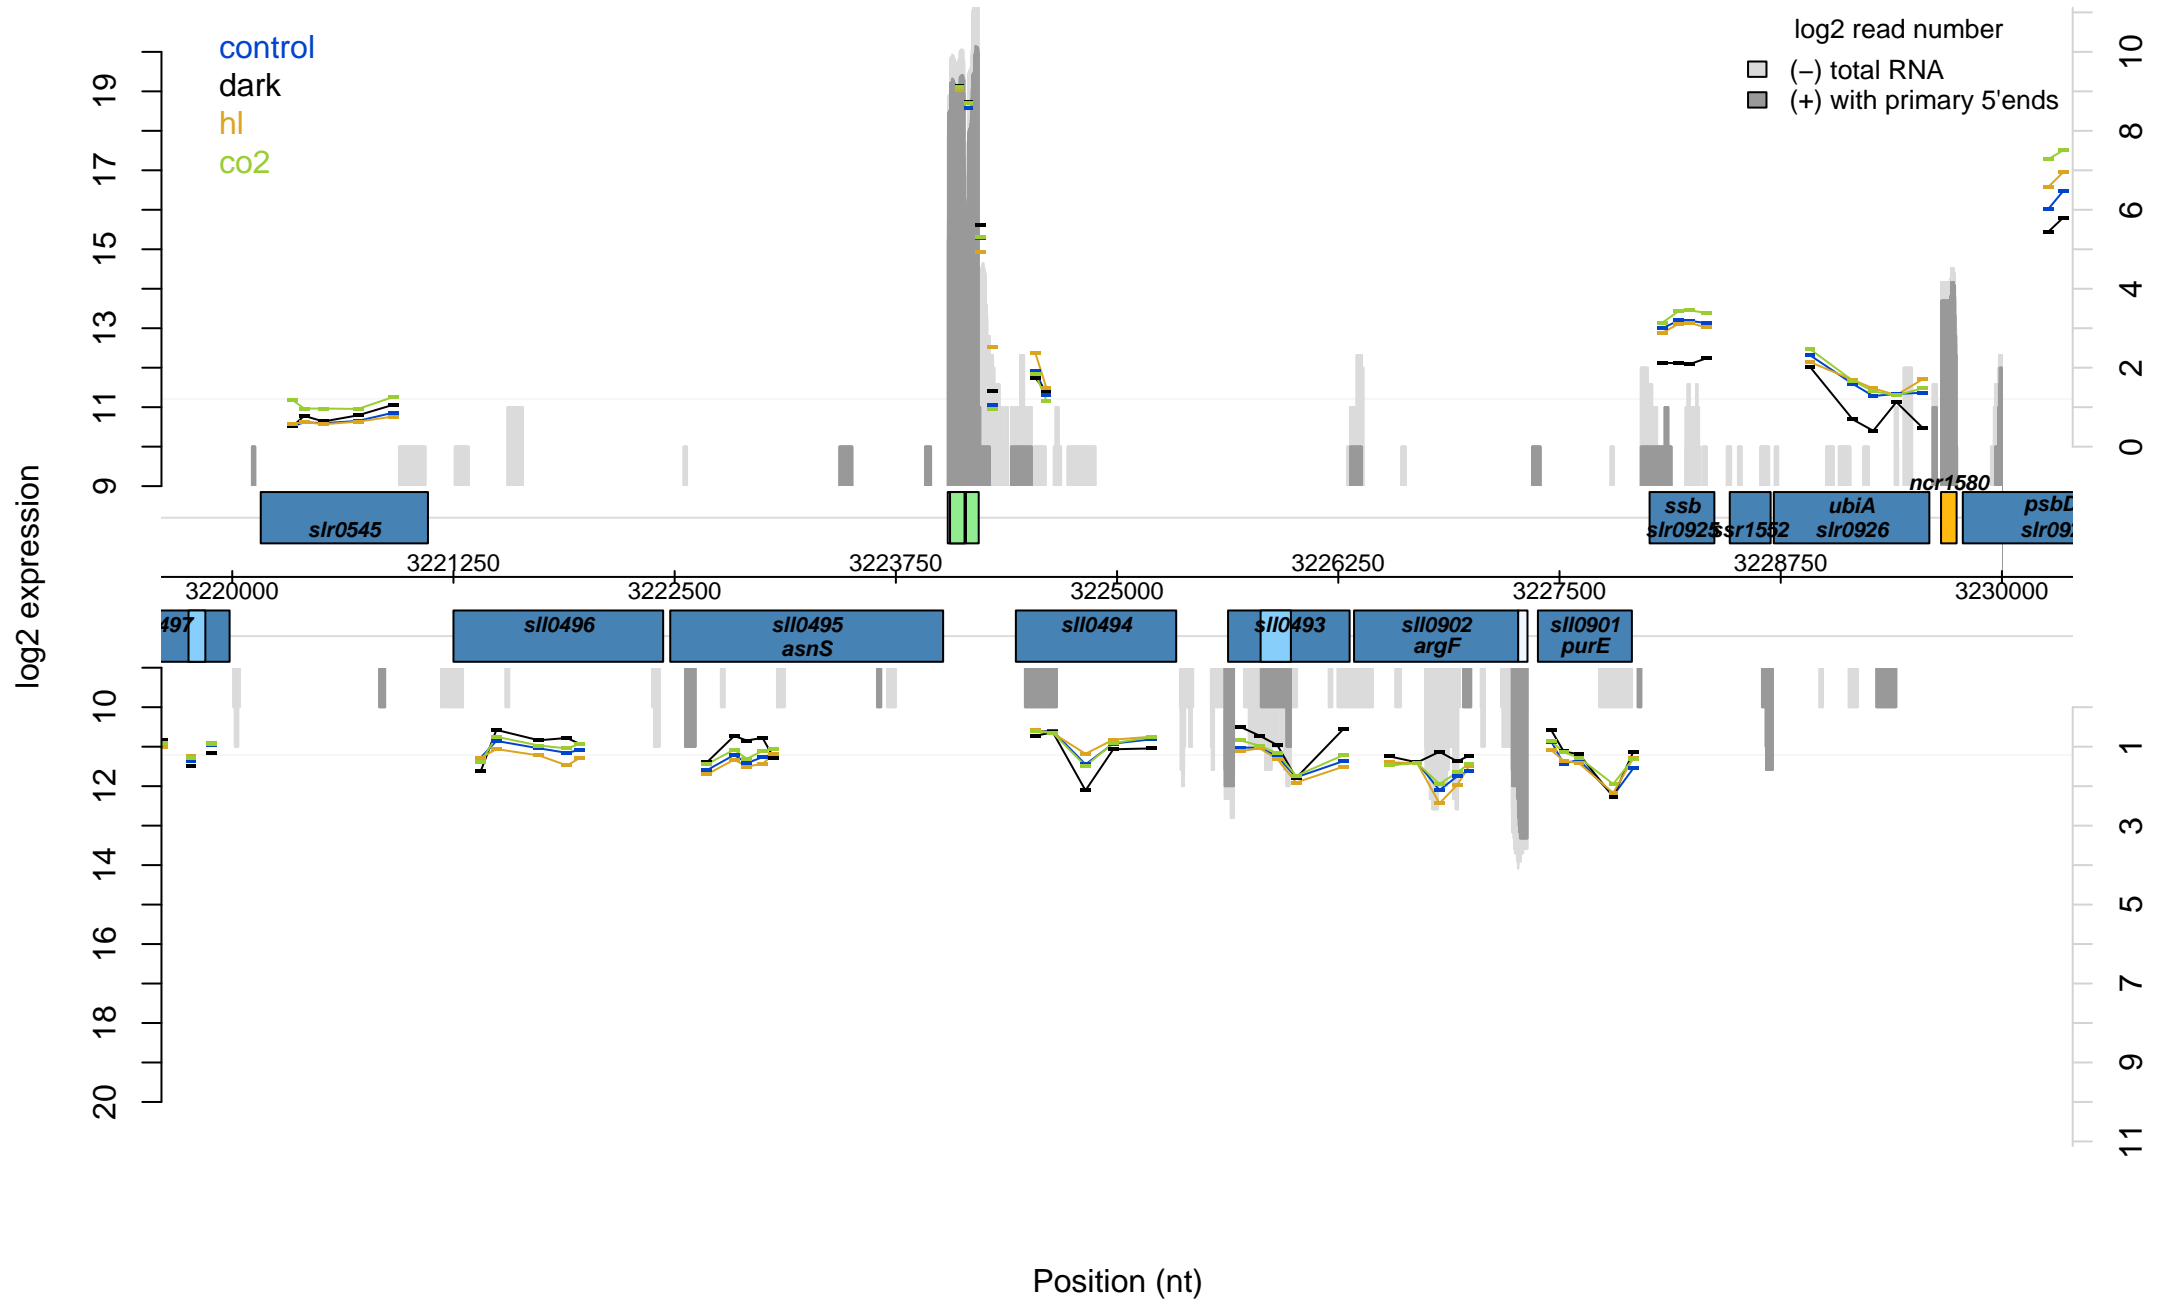 control
dark
hl
co2
log2 read number
(−) total RNA
(+) with primary 5'ends
log2 expression
19
17
15
13
11
9
10
8
6
4
2
0
slr0545
ssb
slr0925
ssr1552
ubiA
slr0926
ncr1580
psbD
slr092
3221250
3223750
3226250
3228750
3220000
3222500
3225000
3227500
3230000
497
sll0496
sll0495
asnS
sll0494
sll0493
sll0902
argF
sll0901
purE
10
12
14
16
18
20
1
3
5
7
9
11
Position (nt)